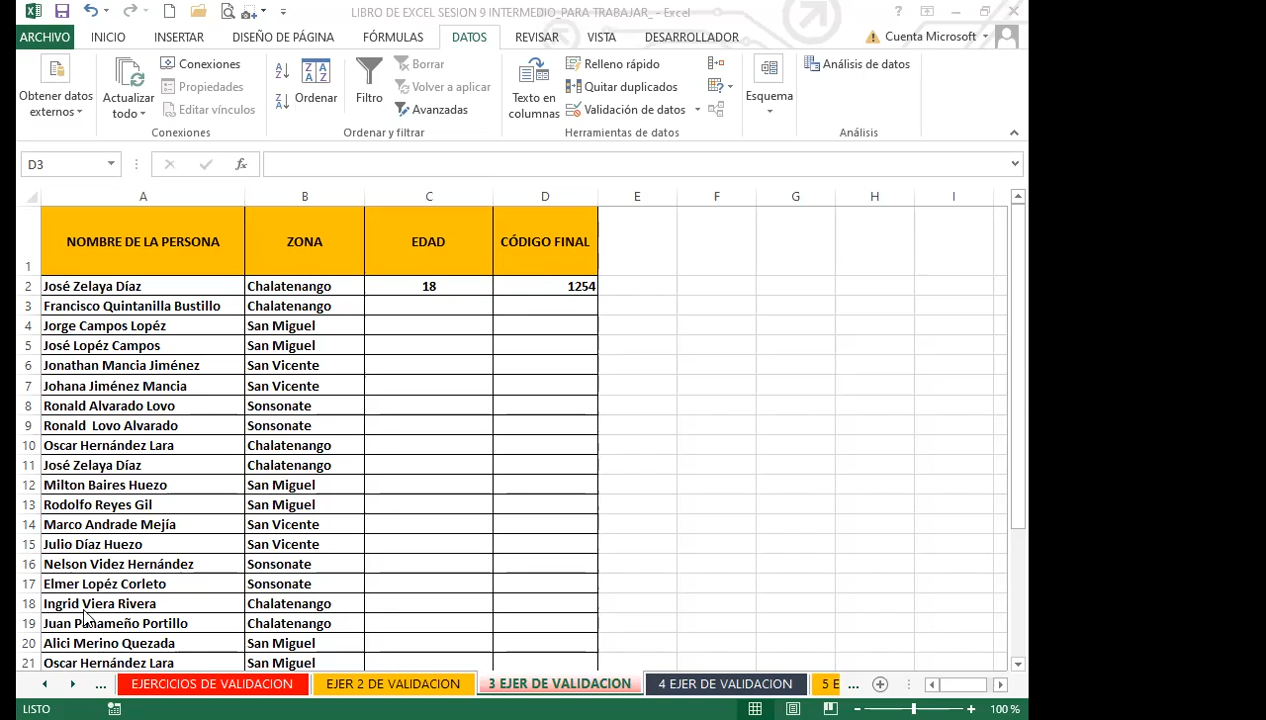 LIBRO DE EXCEL SESION 9 INTERMEDIO_PARA TRABAJAR_ - Excel
ARCHIVO INICIO INSERTAR DISEÑO DE PÁGINA FÓRMULAS DATOS REVISAR VISTA DESARROLLADOR Cuenta Microsoft
Obtener datos externos
Actualizar todo
Conexiones
Propiedades
Editar vínculos
Conexiones
Ordenar
Filtro
Borrar
Volver a aplicar
Avanzadas
Ordenar y filtrar
Texto en columnas
Relleno rápido
Quitar duplicados
Validación de datos
Herramientas de datos
Esquema
Análisis de datos
Análisis
D3
fx
A B C D E F G H I
1 NOMBRE DE LA PERSONA ZONA EDAD CÓDIGO FINAL
2 José Zelaya Díaz Chalatenango 18 1254
3 Francisco Quintanilla Bustillo Chalatenango
4 Jorge Campos Lopéz San Miguel
5 José Lopéz Campos San Miguel
6 Jonathan Mancia Jiménez San Vicente
7 Johana Jiménez Mancia San Vicente
8 Ronald Alvarado Lovo Sonsonate
9 Ronald  Lovo Alvarado Sonsonate
10 Oscar Hernández Lara Chalatenango
11 José Zelaya Díaz Chalatenango
12 Milton Baires Huezo San Miguel
13 Rodolfo Reyes Gil San Miguel
14 Marco Andrade Mejía San Vicente
15 Julio Díaz Huezo San Vicente
16 Nelson Videz Hernández Sonsonate
17 Elmer Lopéz Corleto Sonsonate
18 Ingrid Viera Rivera Chalatenango
19 Juan Panameño Portillo Chalatenango
20 Alici Merino Quezada San Miguel
21 Oscar Hernández Lara San Miguel
... EJERCICIOS DE VALIDACION EJER 2 DE VALIDACION 3 EJER DE VALIDACION 4 EJER DE VALIDACION 5 E ...
LISTO 100 %